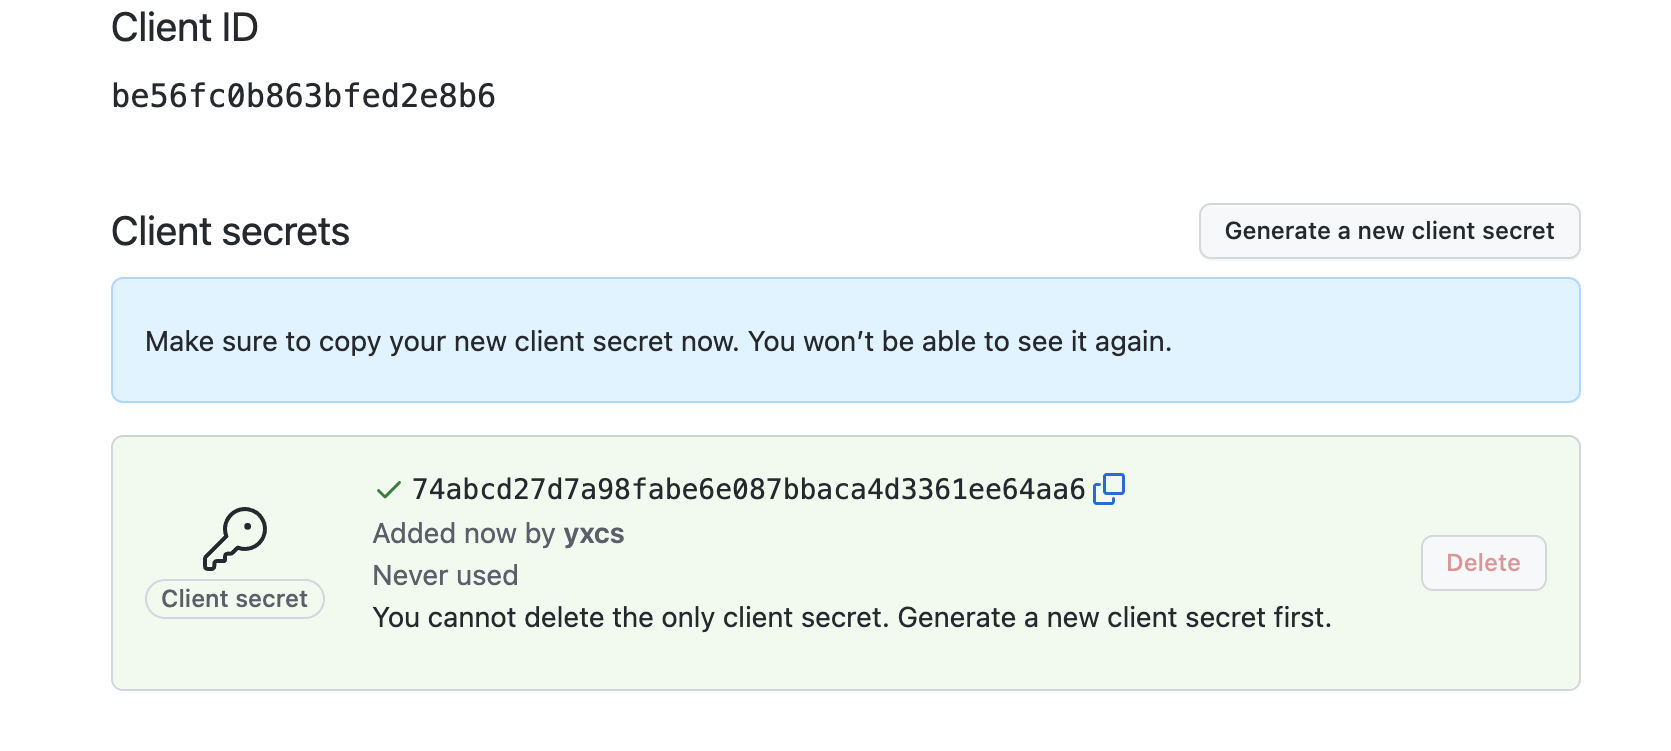 Client ID
be56fc0b863bfed2e8b6
Client secrets
Generate a new client secret
Make sure to copy your new client secret now. You won’t be able to see it again.
74abcd27d7a98fabe6e087bbaca4d3361ee64aa6
Added now by yxcs
Never used
You cannot delete the only client secret. Generate a new client secret first.
Client secret
Delete